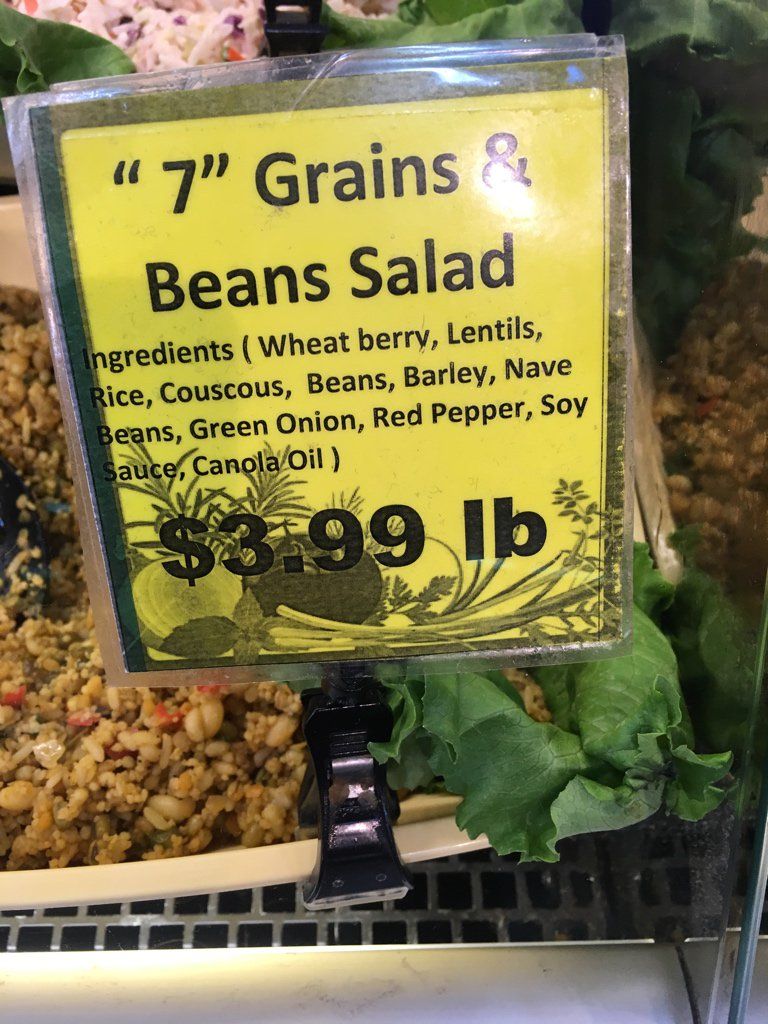 “ 7” Grains &
Beans Salad
Ingredients ( Wheat berry, Lentils,
Rice, Couscous, Beans, Barley, Nave
Beans, Green Onion, Red Pepper, Soy
Sauce, Canola Oil )
$3.99 lb